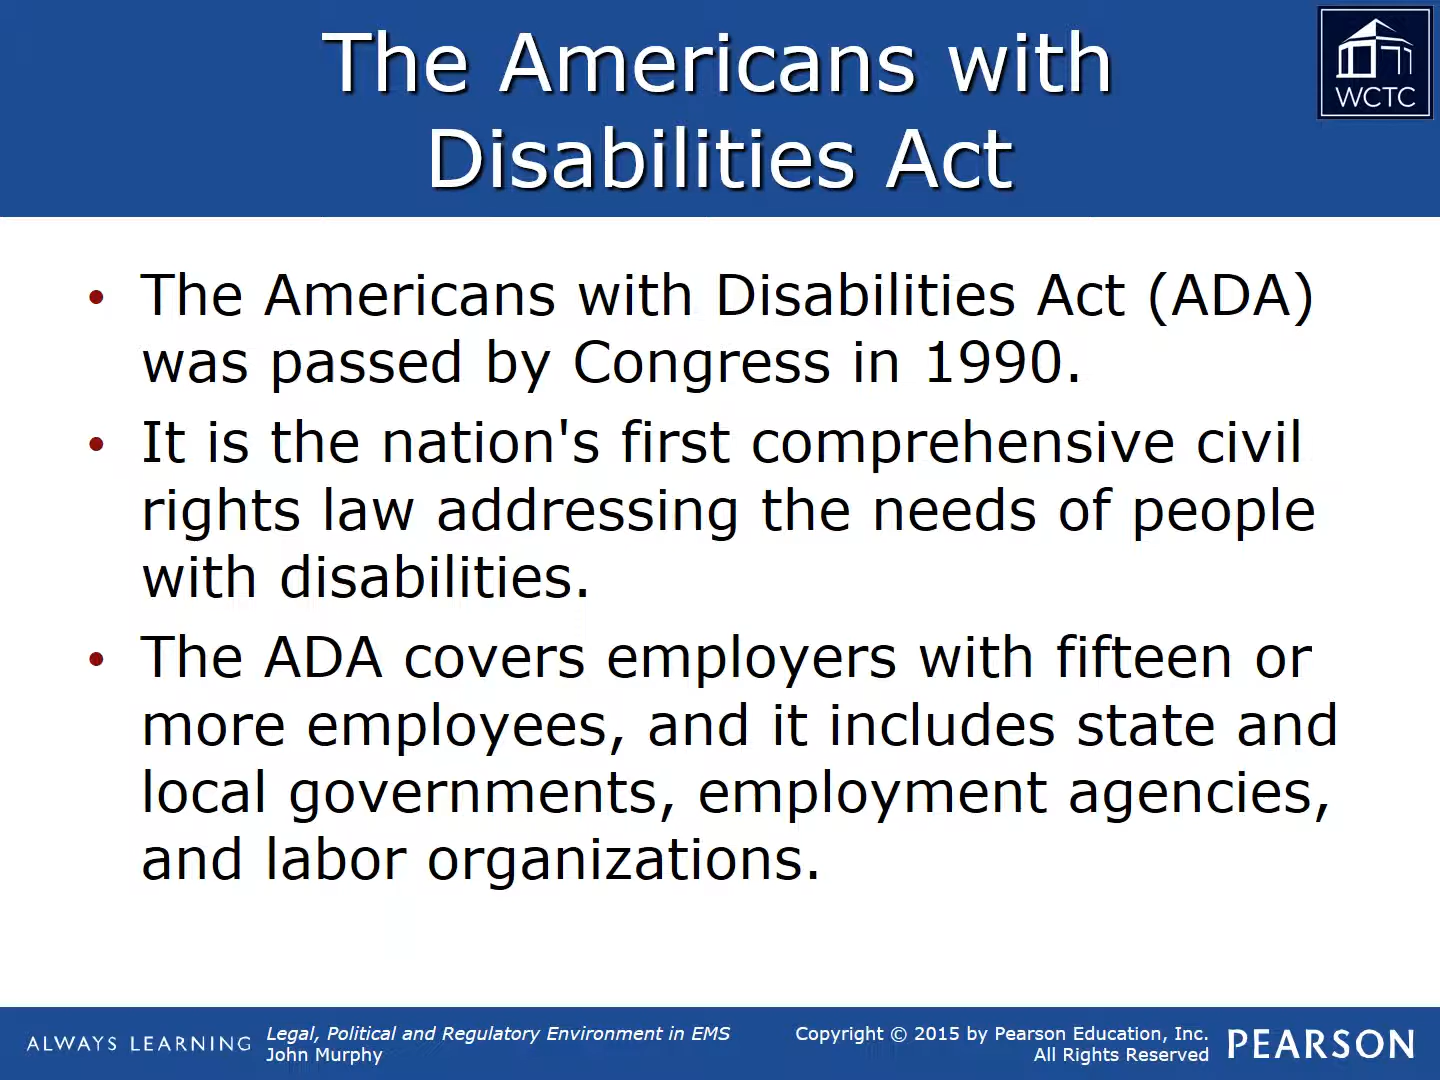 The Americans with
Disabilities Act
WCTC
• The Americans with Disabilities Act (ADA)
was passed by Congress in 1990.
• It is the nation's first comprehensive civil
rights law addressing the needs of people
with disabilities.
• The ADA covers employers with fifteen or
more employees, and it includes state and
local governments, employment agencies,
and labor organizations.
ALWAYS LEARNING
Legal, Political and Regulatory Environment in EMS
John Murphy
Copyright © 2015 by Pearson Education, Inc.
All Rights Reserved
PEARSON